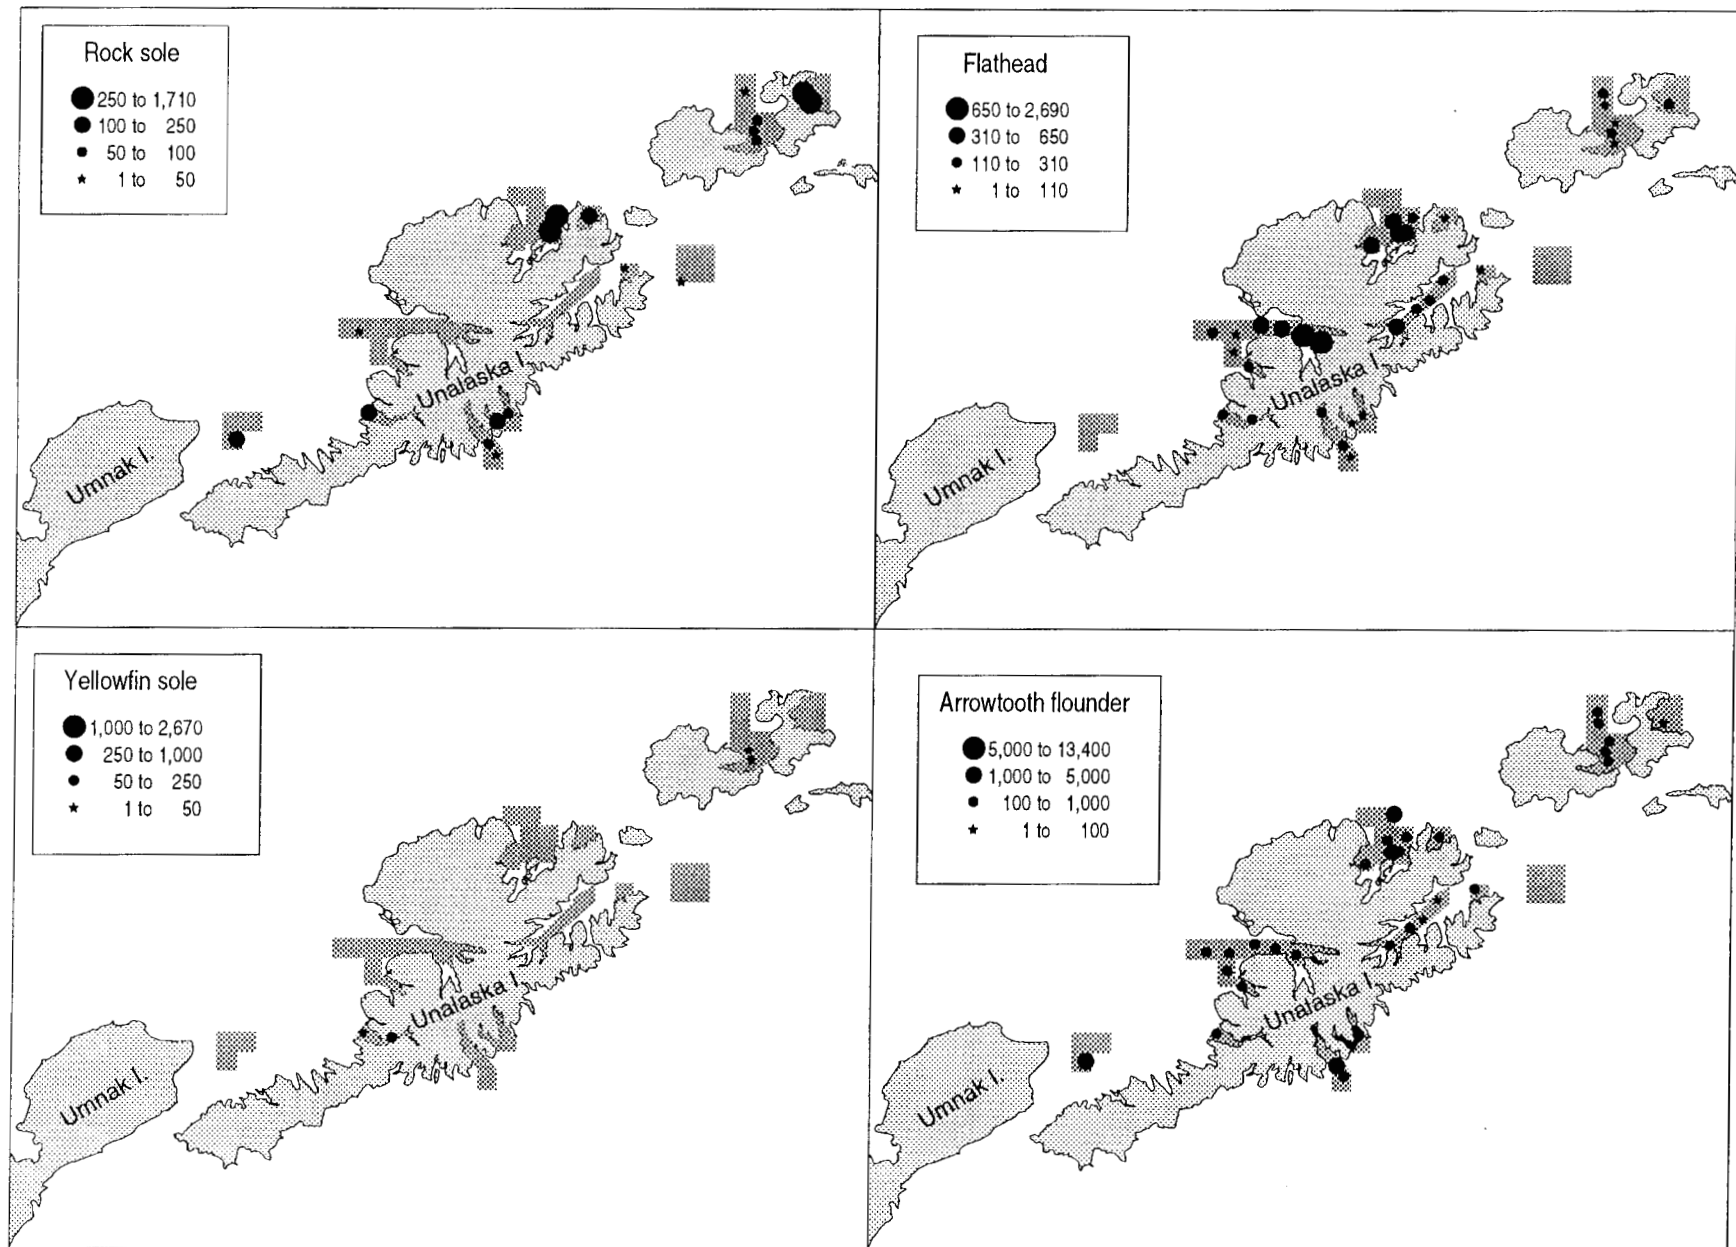 Rock sole
250 to 1,710
100 to 250
50 to 100
1 to 50
Unalaska I.
Umnak I.
Flathead
650 to 2,690
310 to 650
110 to 310
1 to 110
Unalaska I.
Umnak I.
Yellowfin sole
1,000 to 2,670
250 to 1,000
50 to 250
1 to 50
Unalaska I.
Umnak I.
Arrowtooth flounder
5,000 to 13,400
1,000 to 5,000
100 to 1,000
1 to 100
Unalaska I.
Umnak I.